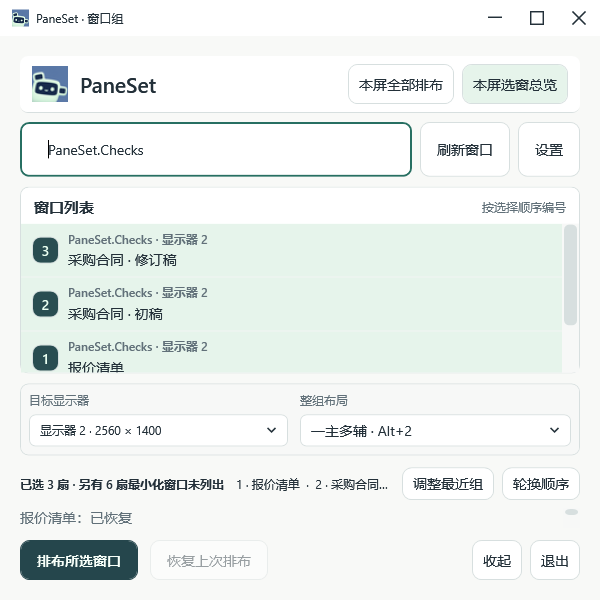 PaneSet · 窗口组
PaneSet
本屏全部排布
本屏选窗总览
PaneSet.Checks
刷新窗口
设置
窗口列表
按选择顺序编号
3
PaneSet.Checks · 显示器 2
采购合同 · 修订稿
2
PaneSet.Checks · 显示器 2
采购合同 · 初稿
1
PaneSet.Checks · 显示器 2
报价清单
目标显示器
整组布局
显示器 2 · 2560 × 1400
一主多辅 · Alt+2
已选 3 扇 · 另有 6 扇最小化窗口未列出
1 · 报价清单 · 2 · 采购合同...
调整最近组
轮换顺序
报价清单：已恢复
排布所选窗口
恢复上次排布
收起
退出